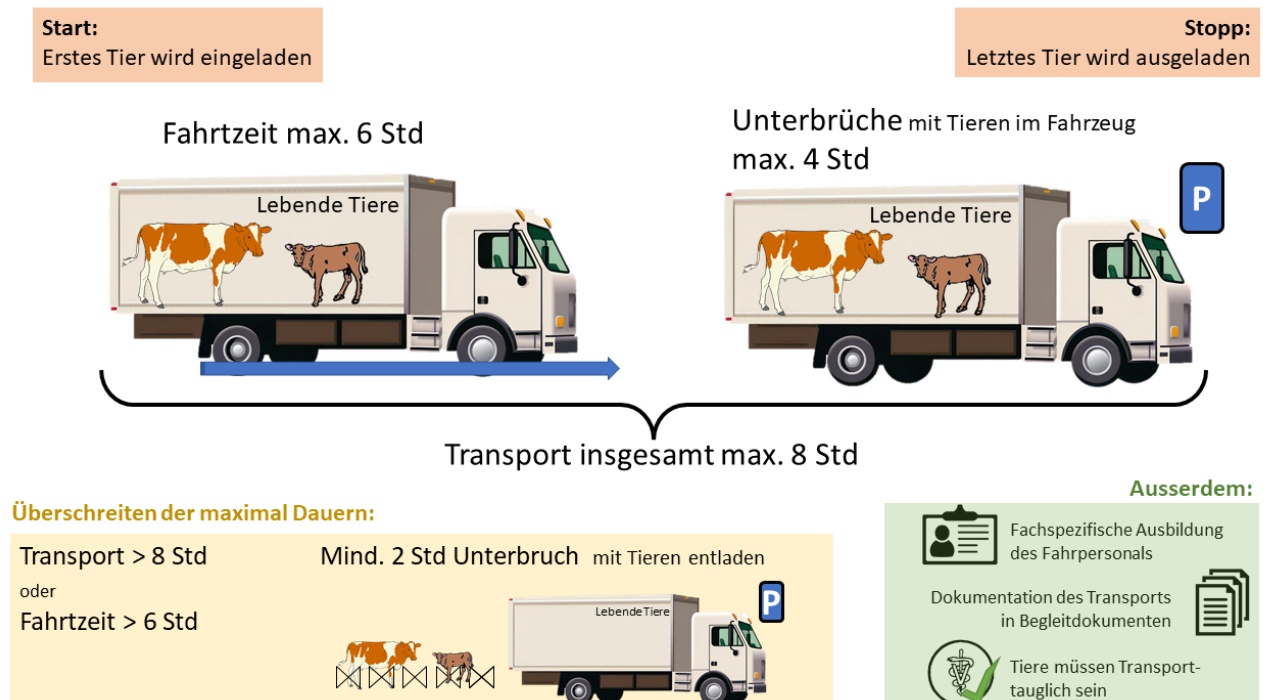 Start:
Erstes Tier wird eingeladen
Stopp:
Letztes Tier wird ausgeladen
Fahrtzeit max. 6 Std
Unterbrüche mit Tieren im Fahrzeug
max. 4 Std
P
Lebende Tiere
Lebende Tiere
Transport insgesamt max. 8 Std
Überschreiten der maximal Dauern:
Transport > 8 Std
oder
Fahrtzeit > 6 Std
Mind. 2 Std Unterbruch mit Tieren entladen
Lebende Tiere
P
Ausserdem:
Fachspezifische Ausbildung
des Fahrpersonals
Dokumentation des Transports
in Begleitdokumenten
Tiere müssen Transport-
tauglich sein